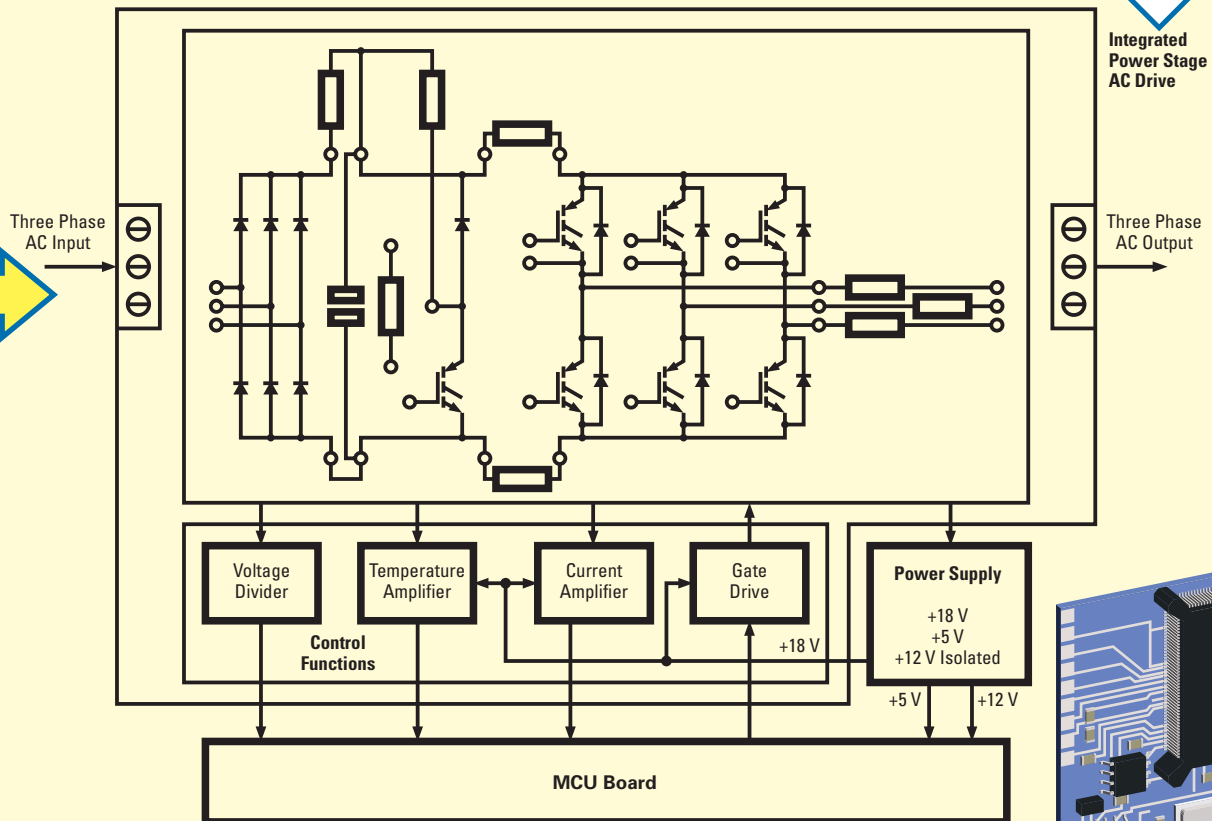 Integrated
Power Stage
AC Drive
Three Phase
AC Input
Three Phase
AC Output
Voltage
Divider
Temperature
Amplifier
Current
Amplifier
Gate
Drive
Power Supply
+18 V
+5 V
+12 V Isolated
Control
Functions
+18 V
+5 V
+12 V
MCU Board